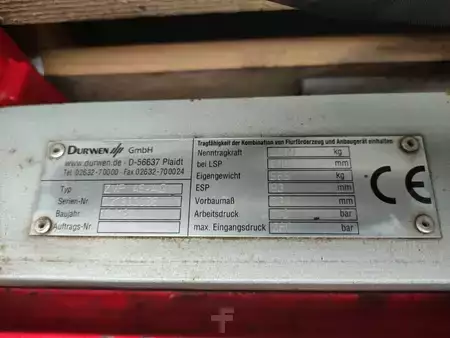 DURWEN GmbH
www.durwen.de - D-56637 Plaidt
Tel.02632-70000 - Fax.02632-700024
Typ
Serien-Nr.
Baujahr
Auftrags-Nr.
Tragfähigkeit der Kombination von Flurförderzeug und Anbaugerät einhalten
Nenntragkraft kg
bei LSP mm
Eigengewicht kg
ESP mm
Vorbaumaß mm
Arbeitsdruck bar
max. Eingangsdruck bar
CE